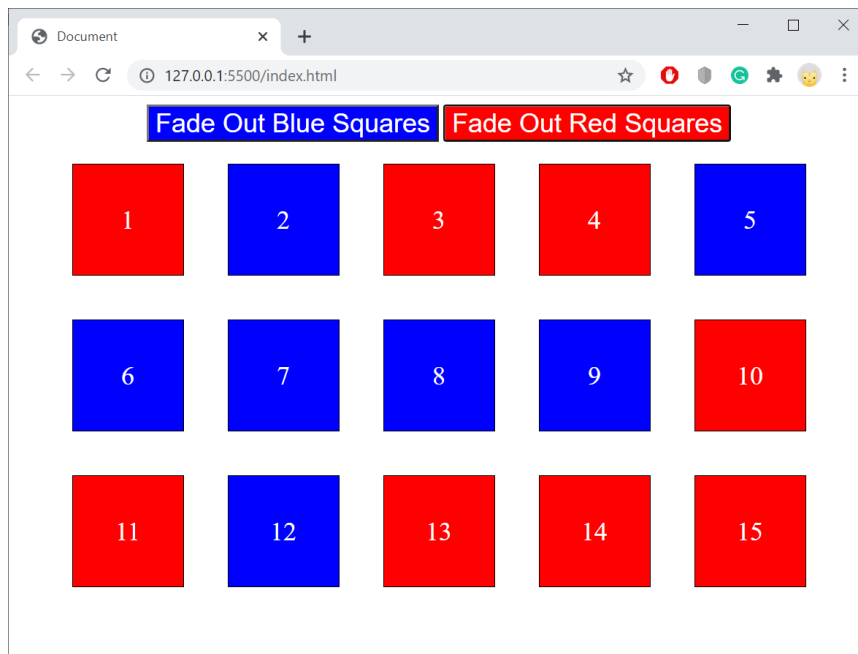 Document
127.0.0.1:5500/index.html
Fade Out Blue Squares Fade Out Red Squares
1 2 3 4 5
6 7 8 9 10
11 12 13 14 15